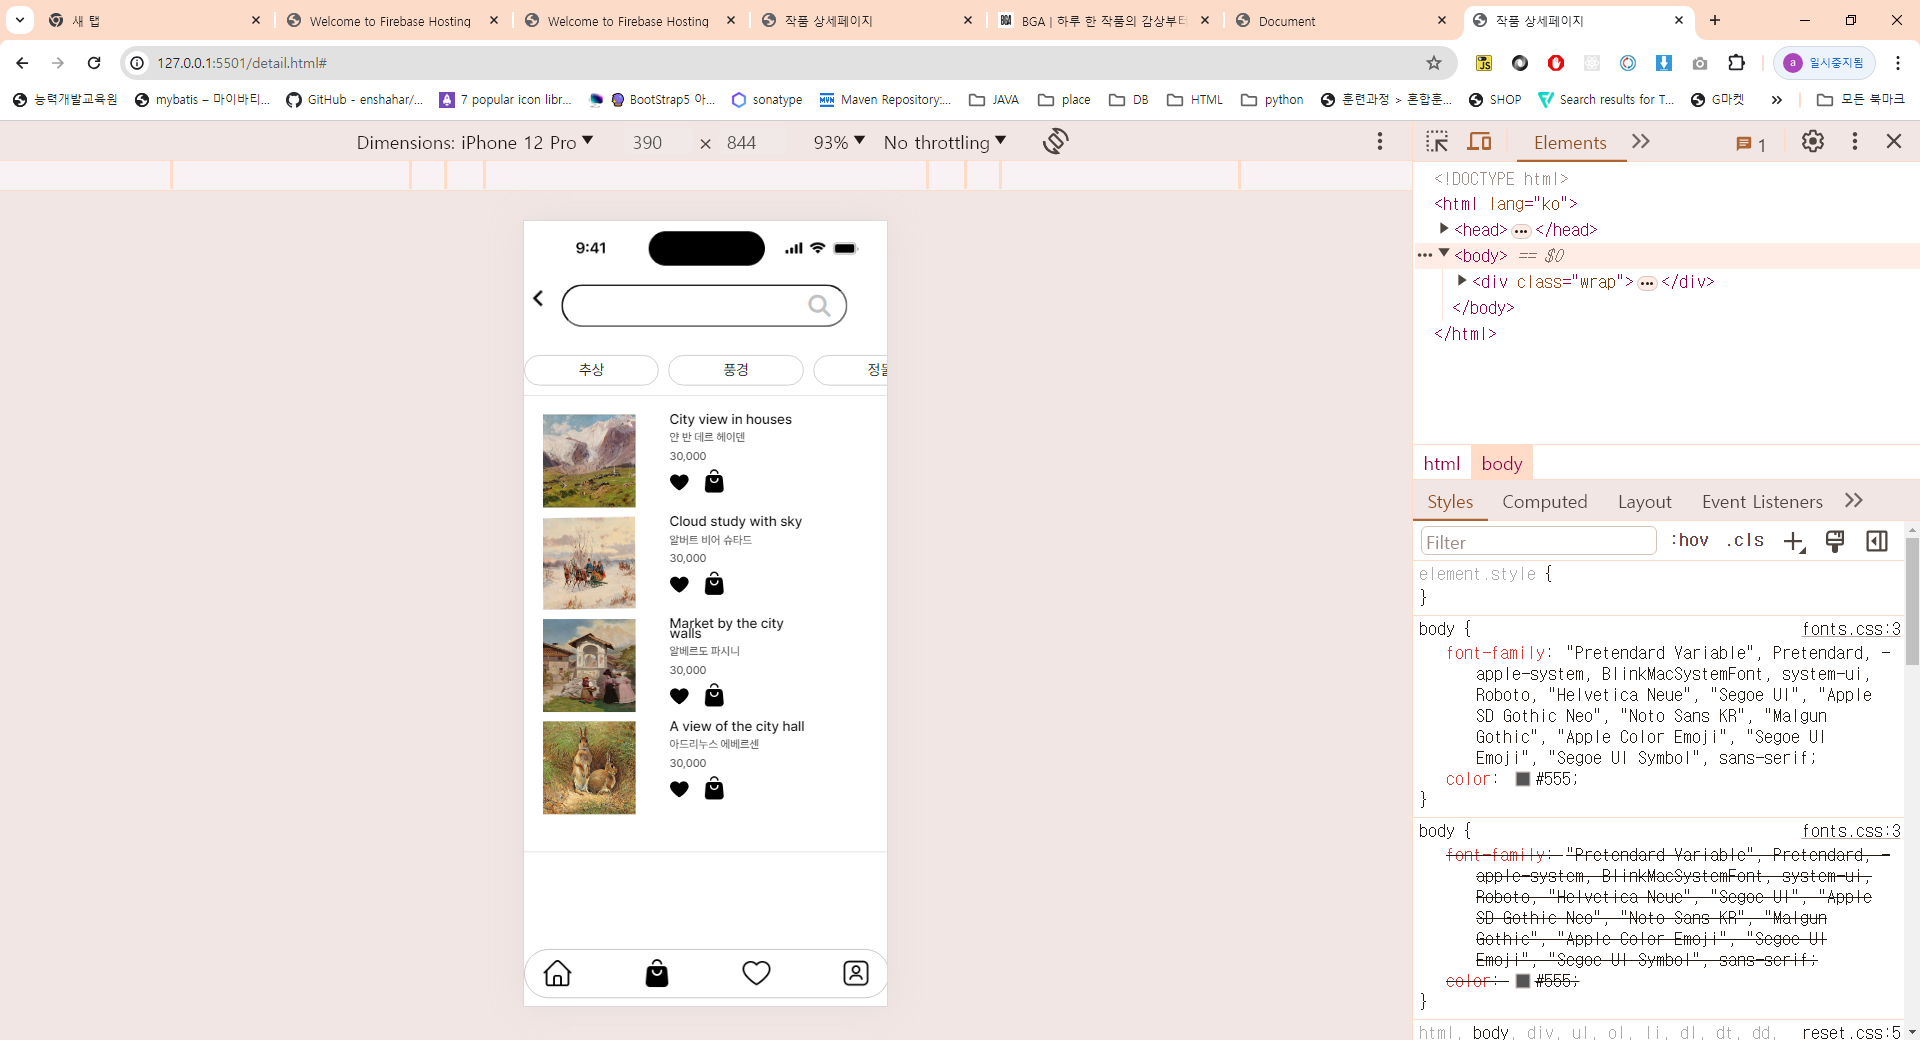 새 탭
Welcome to Firebase Hosting
Welcome to Firebase Hosting
작품 상세페이지
BGA | 하루 한 작품의 감상부터
Document
작품 상세페이지
127.0.0.1:5501/detail.html#
일시중지됨
능력개발교육원
mybatis – 마이바티...
GitHub - enshahar/...
7 popular icon libr...
BootStrap5 아...
sonatype
Maven Repository:...
JAVA
place
DB
HTML
python
훈련과정 > 혼합훈...
SHOP
Search results for T...
G마켓
모든 북마크
Dimensions: iPhone 12 Pro 390 × 844 93% No throttling
9:41
추상 풍경
City view in houses
얀 반 데르 헤이덴
30,000
Cloud study with sky
알버트 비어 슈타드
30,000
Market by the city
walls
알베르도 파시니
30,000
A view of the city hall
아드리누스 에베르센
30,000
Elements 1
<!DOCTYPE html>
<html lang="ko">
<head> ... </head>
... <body> == $0
<div class="wrap"> ... </div>
</body>
</html>
html body
Styles Computed Layout Event Listeners
Filter :hov .cls
element.style {
}
body { fonts.css:3
font-family: "Pretendard Variable", Pretendard, -
apple-system, BlinkMacSystemFont, system-ui,
Roboto, "Helvetica Neue", "Segoe UI", "Apple
SD Gothic Neo", "Noto Sans KR", "Malgun
Gothic", "Apple Color Emoji", "Segoe UI
Emoji", "Segoe UI Symbol", sans-serif;
color: #555;
}
body { fonts.css:3
font-family: "Pretendard Variable", Pretendard, -
apple-system, BlinkMacSystemFont, system-ui,
Roboto, "Helvetica Neue", "Segoe UI", "Apple
SD Gothic Neo", "Noto Sans KR", "Malgun
Gothic", "Apple Color Emoji", "Segoe UI
Emoji", "Segoe UI Symbol", sans-serif;
color: #555;
}
html, body, div, ul, ol, li, dl, dt, dd, reset.css:5